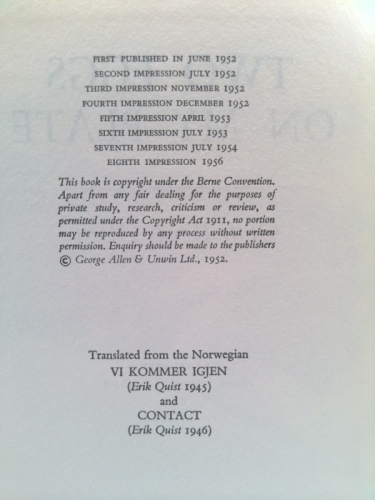 FIRST PUBLISHED IN JUNE 1952
SECOND IMPRESSION JULY 1952
THIRD IMPRESSION NOVEMBER 1952
FOURTH IMPRESSION DECEMBER 1952
FIFTH IMPRESSION APRIL 1953
SIXTH IMPRESSION JULY 1953
SEVENTH IMPRESSION JULY 1954
EIGHTH IMPRESSION 1956
This book is copyright under the Berne Convention.
Apart from any fair dealing for the purposes of
private study, research, criticism or review, as
permitted under the Copyright Act 1911, no portion
may be reproduced by any process without written
permission. Enquiry should be made to the publishers
© George Allen & Unwin Ltd., 1952.
Translated from the Norwegian
VI KOMMER IGJEN
(Erik Quist 1945)
and
CONTACT
(Erik Quist 1946)